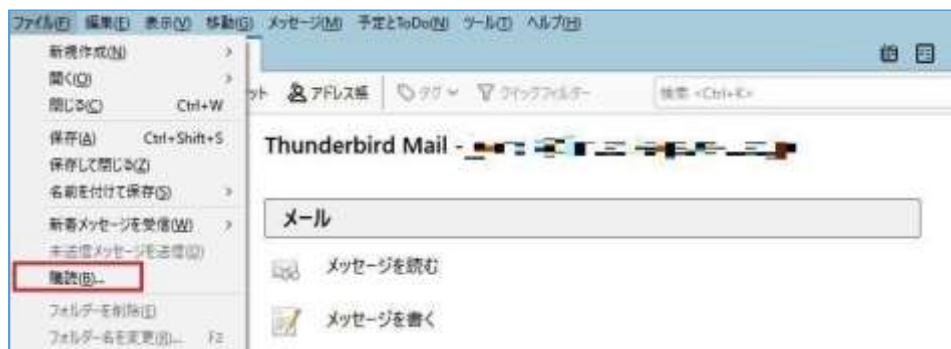 ファイル(F) 編集(E) 表示(V) 移動(G) メッセージ(M) 予定とToDo(N) ツール(T) ヘルプ(H)
新規作成(N)
開く(O)
閉じる(C) Ctrl+W
ット アドレス帳 タグ クイックフィルター 検索 <Ctrl+K>
保存(A) Ctrl+Shift+S
保存して閉じる(Z)
名前を付けて保存(S)
Thunderbird Mail -
新着メッセージを受信(W)
未送信メッセージを送信(D)
購読(B)...
フォルダーを削除(E)
フォルダー名を変更(R)... F2
メール
メッセージを読む
メッセージを書く